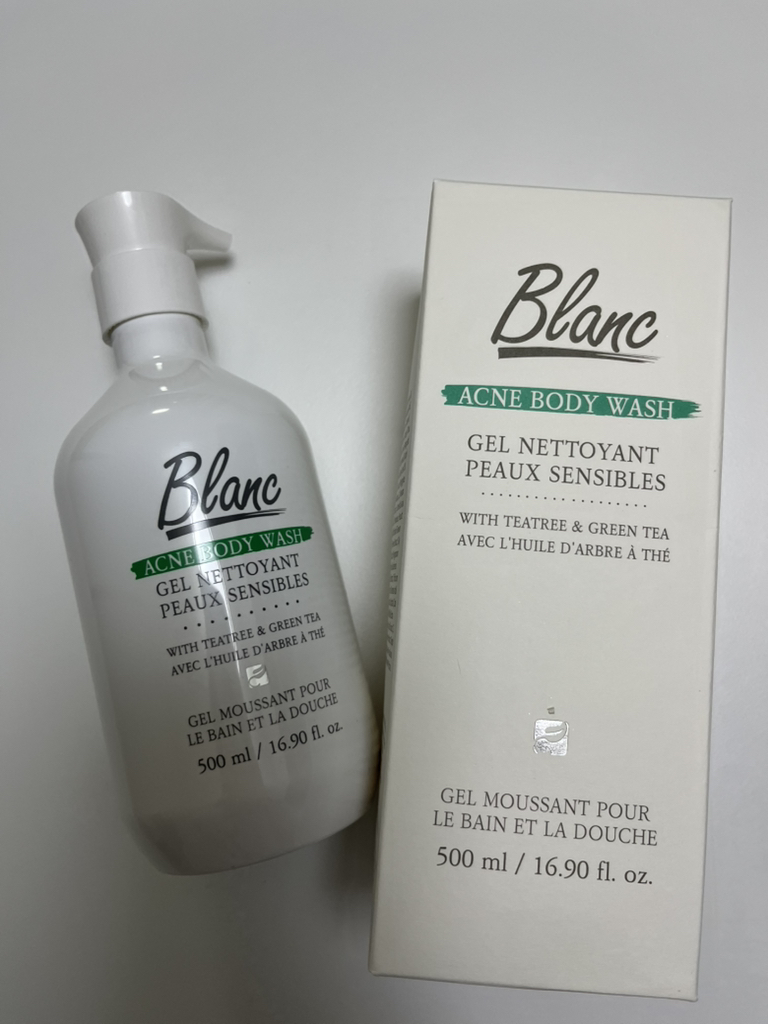 Blanc
ACNE BODY WASH
GEL NETTOYANT
PEAUX SENSIBLES
WITH TEATREE & GREEN TEA
AVEC L'HUILE D'ARBRE À THÉ
GEL MOUSSANT POUR
LE BAIN ET LA DOUCHE
500 ml / 16.90 fl. oz.
Blanc
ACNE BODY WASH
GEL NETTOYANT
PEAUX SENSIBLES
WITH TEATREE & GREEN TEA
AVEC L'HUILE D'ARBRE À THÉ
GEL MOUSSANT POUR
LE BAIN ET LA DOUCHE
500 ml / 16.90 fl. oz.